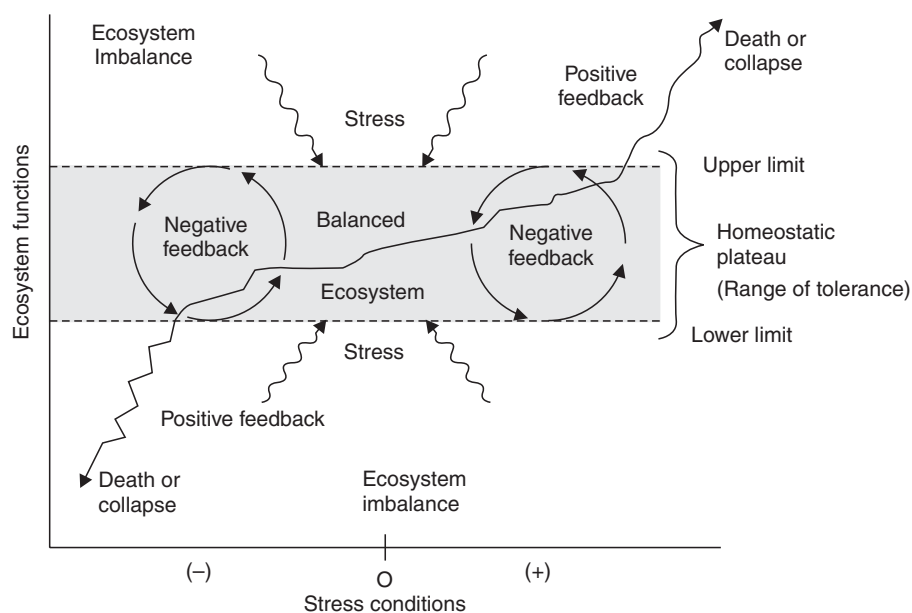 Ecosystem
Imbalance
Death or
collapse
Positive
feedback
Stress
Upper limit
Negative
feedback
Balanced
Negative
feedback
Homeostatic
plateau
(Range of tolerance)
Ecosystem
Lower limit
Stress
Positive feedback
Death or
collapse
Ecosystem
imbalance
Ecosystem functions
(–)
O
(+)
Stress conditions